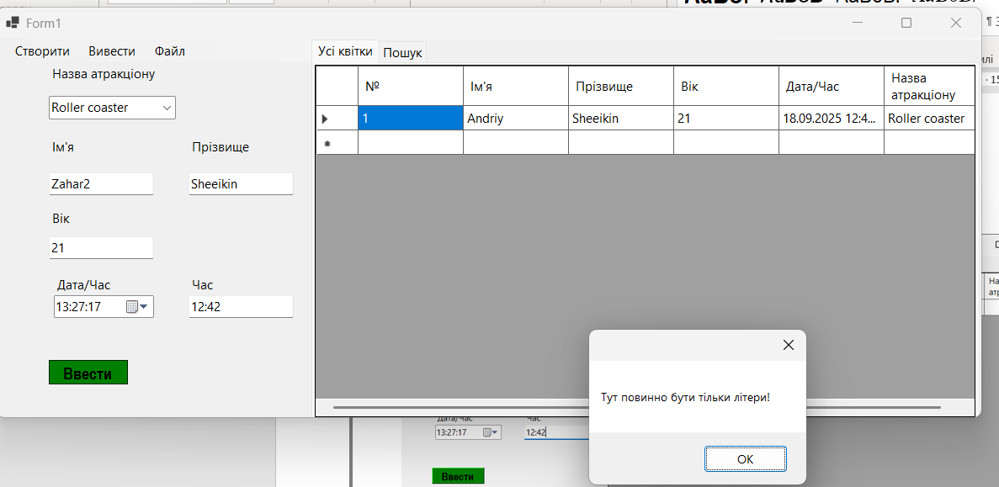 Form1
Створити Вивести Файл
Назва атракціону
Roller coaster
Ім'я Прізвище
Zahar2 Sheeikin
Вік
21
Дата/Час Час
13:27:17 12:42
Ввести
Усі квітки Пошук
№ Ім'я Прізвище Вік Дата/Час Назва атракціону
1 Andriy Sheeikin 21 18.09.2025 12:4... Roller coaster
Тут повинно бути тільки літери!
OK
Дата/Час Час
13:27:17 12:42
Ввести